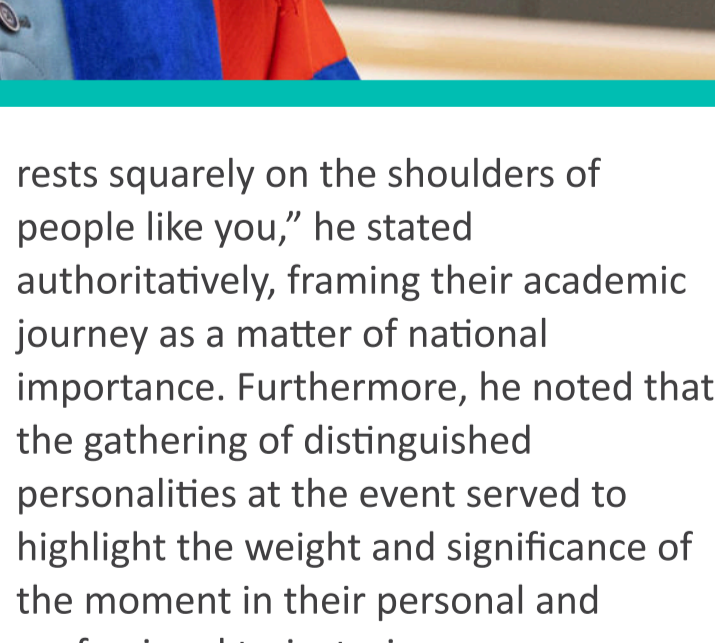 rests squarely on the shoulders of
people like you,” he stated
authoritatively, framing their academic
journey as a matter of national
importance. Furthermore, he noted that
the gathering of distinguished
personalities at the event served to
highlight the weight and significance of
the moment in their personal and